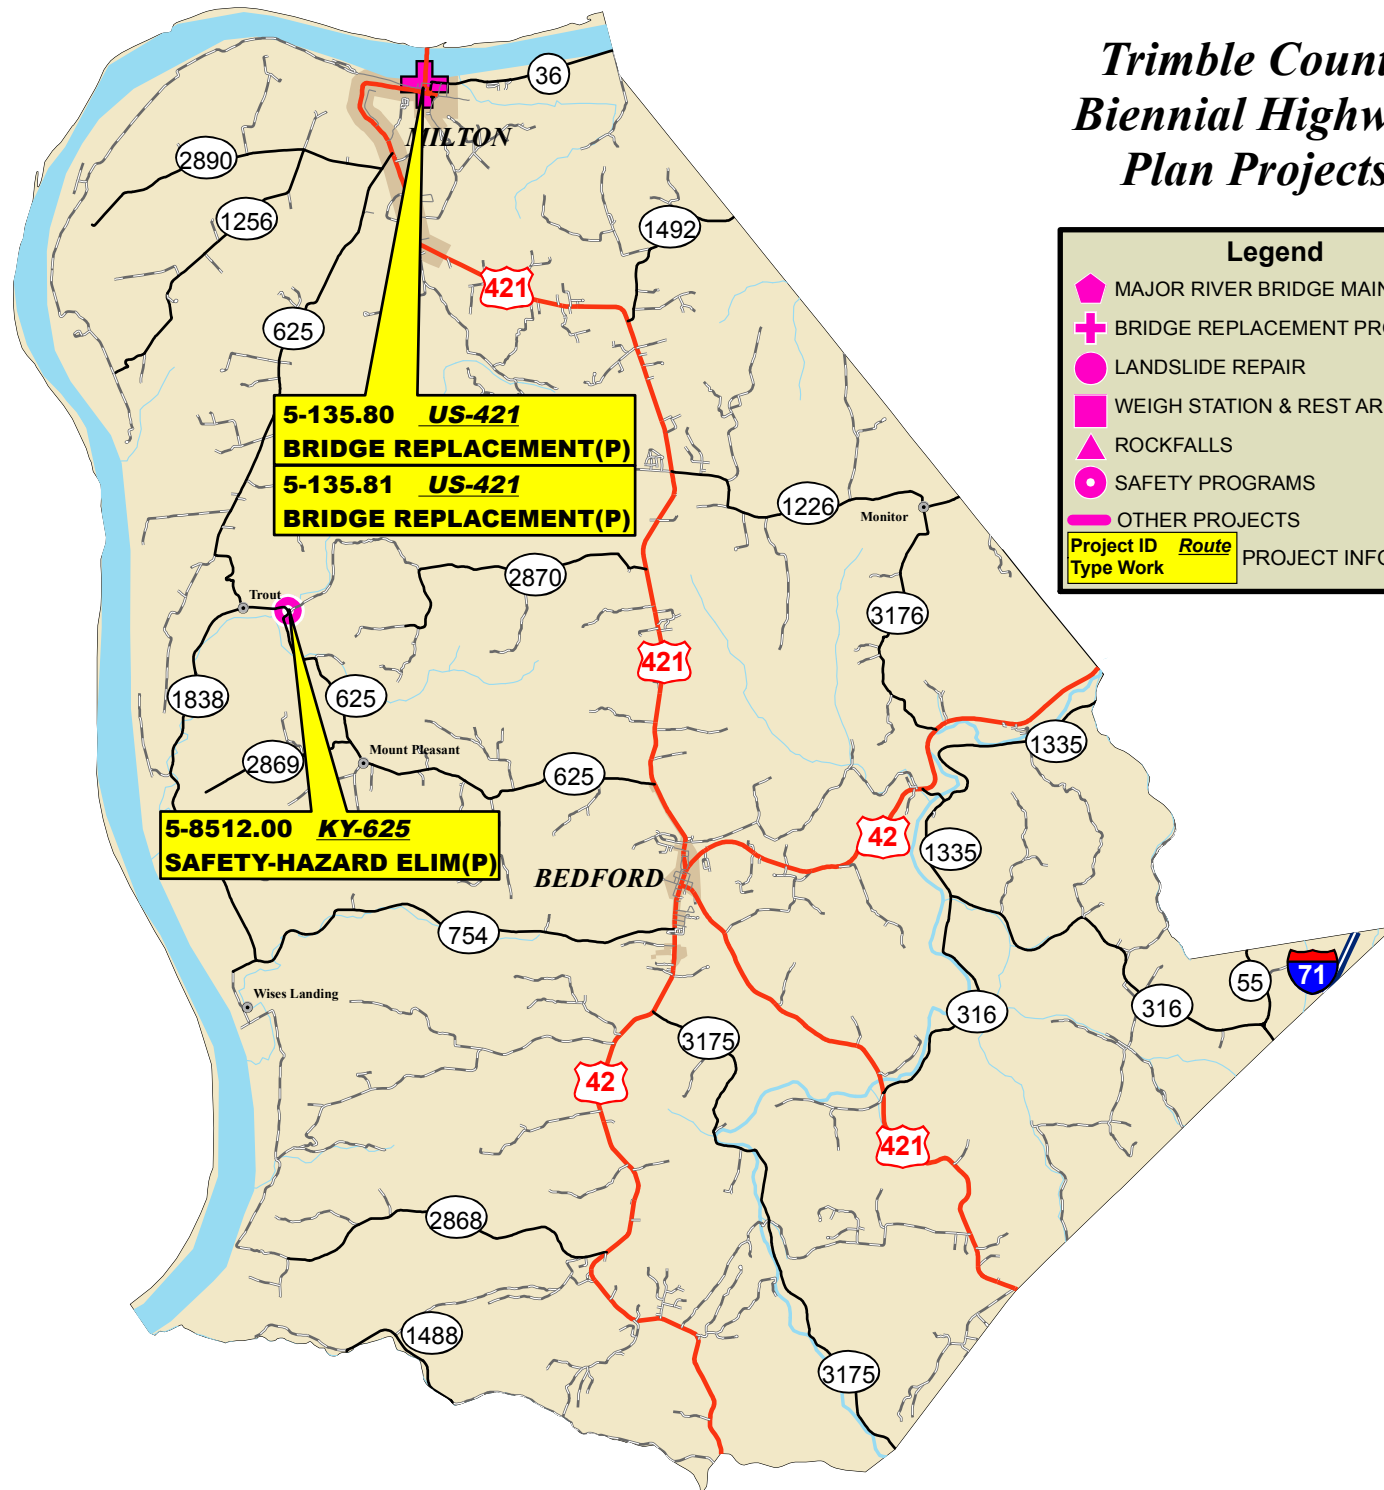 Trimble Coun
Biennial Highw
Plan Projects
Legend
MAJOR RIVER BRIDGE MAIN
BRIDGE REPLACEMENT PRO
LANDSLIDE REPAIR
WEIGH STATION & REST AR
ROCKFALLS
SAFETY PROGRAMS
OTHER PROJECTS
Project ID Route
Type Work
PROJECT INFO
36
MILTON
2890
1256
1492
421
625
5-135.80 US-421
BRIDGE REPLACEMENT(P)
5-135.81 US-421
BRIDGE REPLACEMENT(P)
1226
Monitor
2870
Trout
3176
421
1838
625
1335
Mount Pleasant
2869
625
5-8512.00 KY-625
SAFETY-HAZARD ELIM(P)
42
1335
BEDFORD
754
55
71
Wises Landing
316
316
3175
42
421
2868
1488
3175